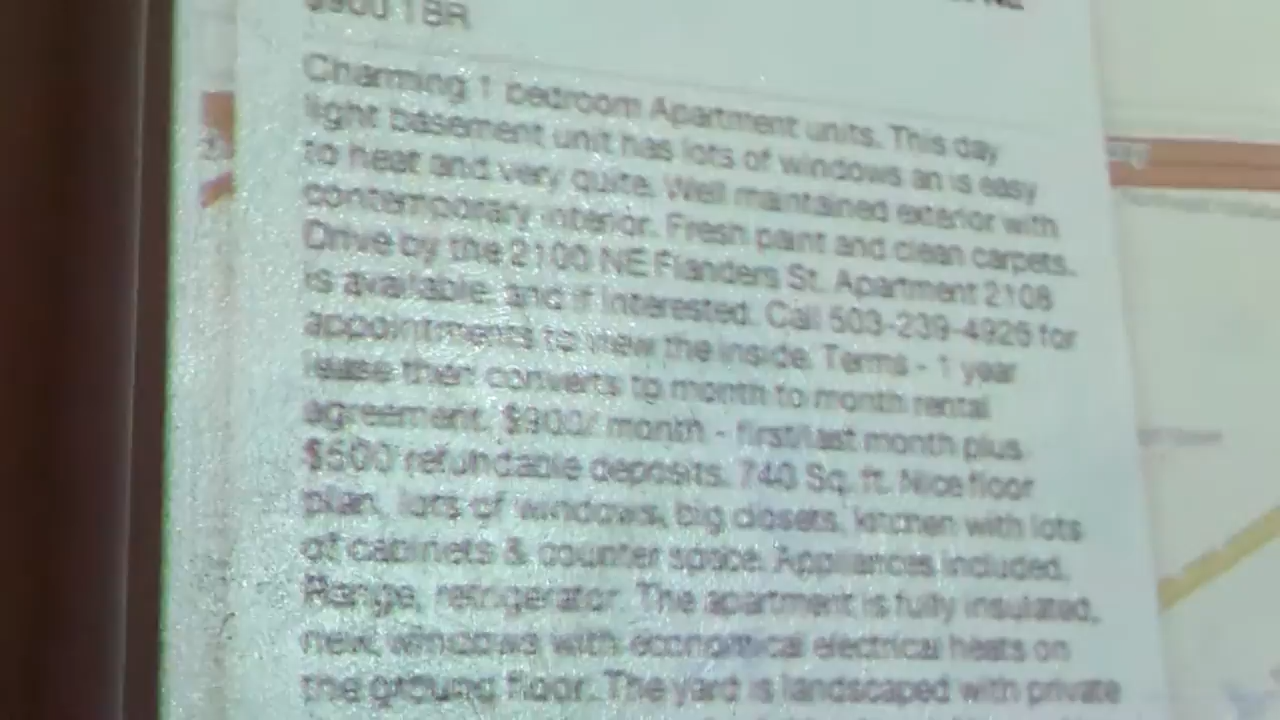 $900 1 BR
Charming 1 bedroom Apartment units. This day
light basement unit has lots of windows an is easy
to heat and very quite. Well maintained exterior with
contemporary interior. Fresh paint and clean carpets.
Drive by the 2100 NE Flanders St. Apartment 2108
is available and if interested. Call 503-239-4926 for
appointments to view the inside. Terms - 1 year
lease then converts to month to month rental
agreement. $900/ month - first/last month plus
$500 refundable deposits. 740 Sq. ft. Nice floor
plan, lots of windows, big closets, kitchen with lots
of cabinets & counter space. Appliances included.
Range, refrigerator. The apartment is fully insulated,
new windows with economical electrical heats on
the ground floor. The yard is landscaped with private